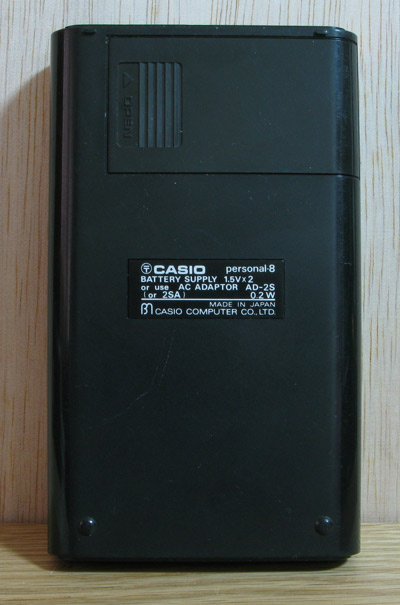 OPEN
CASIO personal-8
BATTERY SUPPLY 1.5V×2
or use AC ADAPTOR AD-2S
(or 2SA) 0.2W
MADE IN JAPAN
CASIO COMPUTER CO., LTD.